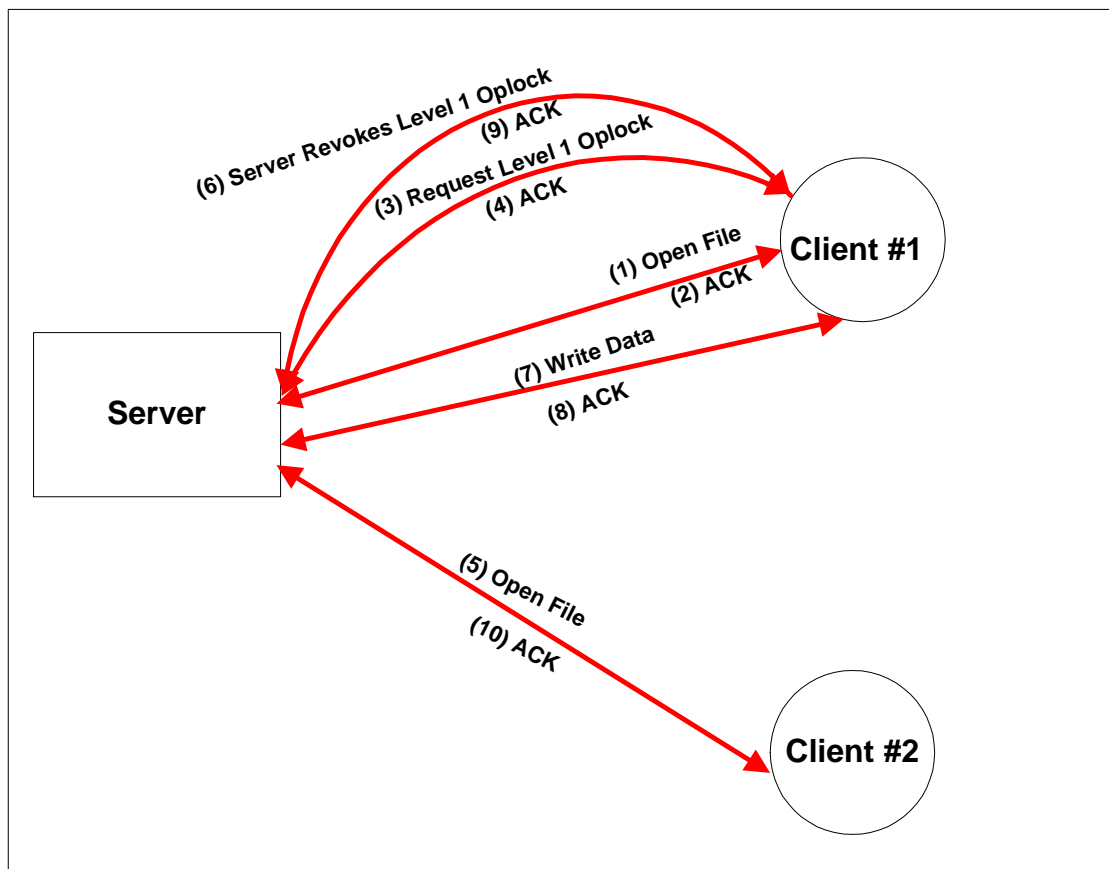 (6) Server Revokes Level 1 Oplock
(9) ACK
(3) Request Level 1 Oplock
(4) ACK
(1) Open File
(2) ACK
Client #1
(7) Write Data
(8) ACK
Server
(5) Open File
(10) ACK
Client #2